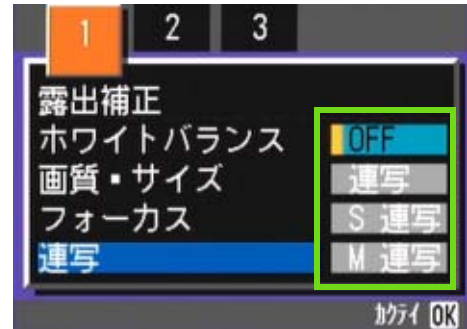 1 2 3
露出補正
ホワイトバランス OFF
画質・サイズ 連写
フォーカス S 連写
連写 M 連写
カクテイ OK